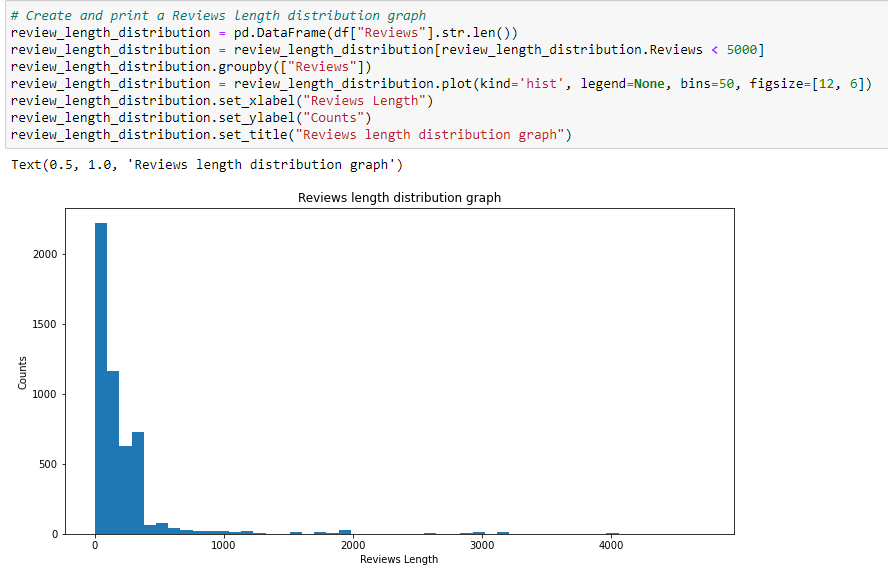 # Create and print a Reviews Length distribution graph
review_length_distribution = pd.DataFrame(df["Reviews"].str.len())
review_length_distribution = review_length_distribution[review_length_distribution.Reviews < 5000]
review_length_distribution.groupby(["Reviews"])
review_length_distribution = review_length_distribution.plot(kind='hist', legend=None, bins=50, figsize=[12, 6])
review_length_distribution.set_xlabel("Reviews Length")
review_length_distribution.set_ylabel("Counts")
review_length_distribution.set_title("Reviews length distribution graph")
Text(0.5, 1.0, 'Reviews length distribution graph')
Reviews length distribution graph
2000
1500
1000
500
0
Counts
0 1000 2000 3000 4000
Reviews Length